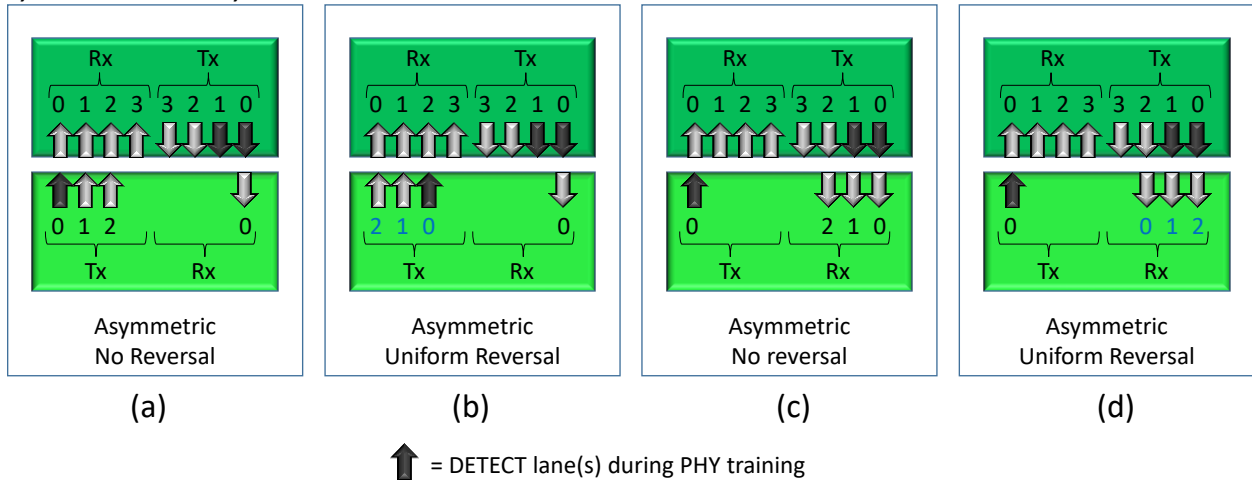 Rx Tx
0 1 2 3 3 2 1 0
0 1 2 0
Tx Rx
Asymmetric
No Reversal
(a)
Rx Tx
0 1 2 3 3 2 1 0
2 1 0 0
Tx Rx
Asymmetric
Uniform Reversal
(b)
Rx Tx
0 1 2 3 3 2 1 0
0 2 1 0
Tx Rx
Asymmetric
No reversal
(c)
Rx Tx
0 1 2 3 3 2 1 0
0 0 1 2
Tx Rx
Asymmetric
Uniform Reversal
(d)
= DETECT lane(s) during PHY training